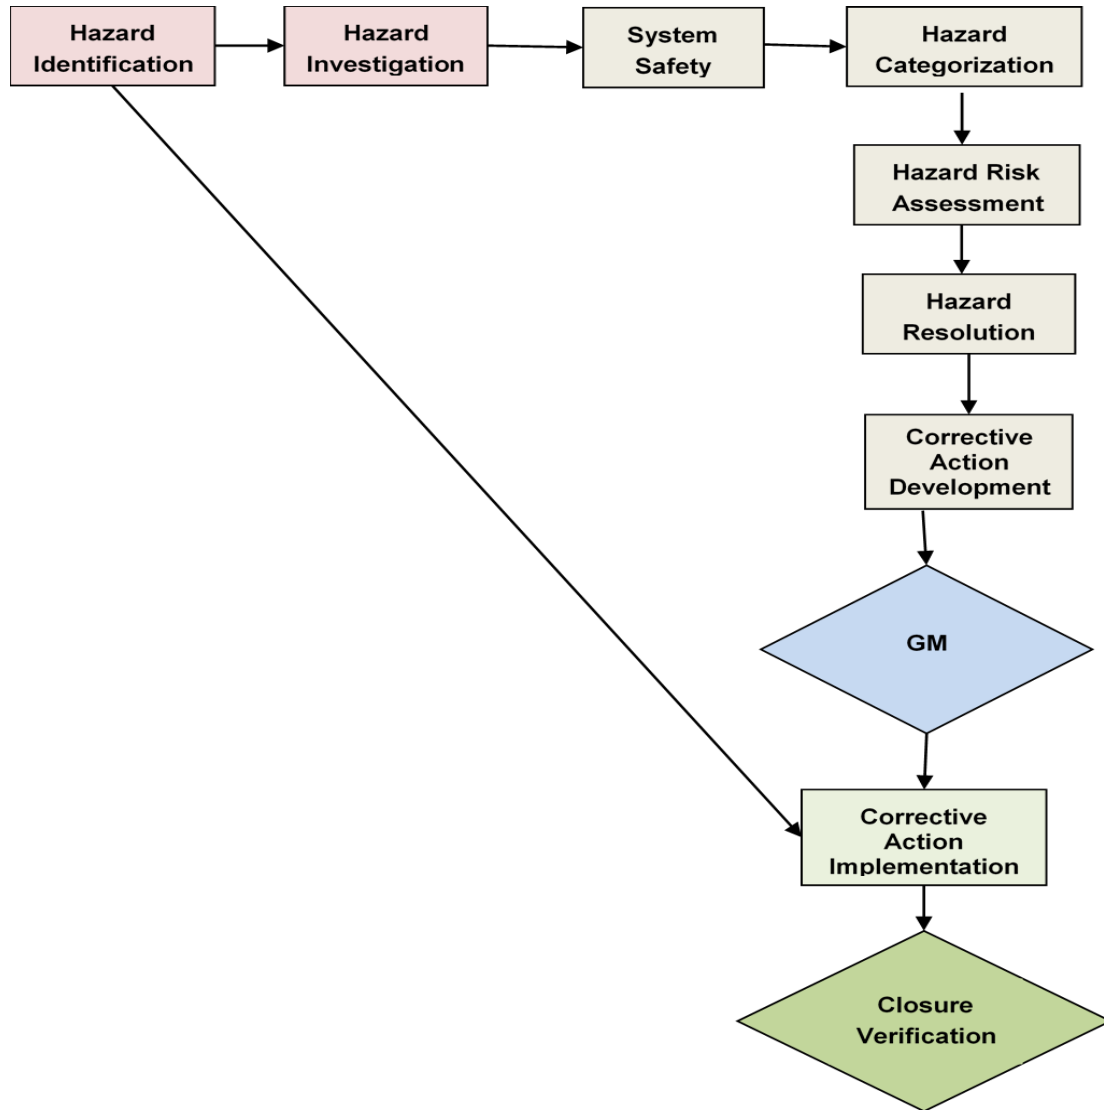 Hazard
Identification
Hazard
Investigation
System
Safety
Hazard
Categorization
Hazard Risk
Assessment
Hazard
Resolution
Corrective
Action
Development
GM
Corrective
Action
Implementation
Closure
Verification